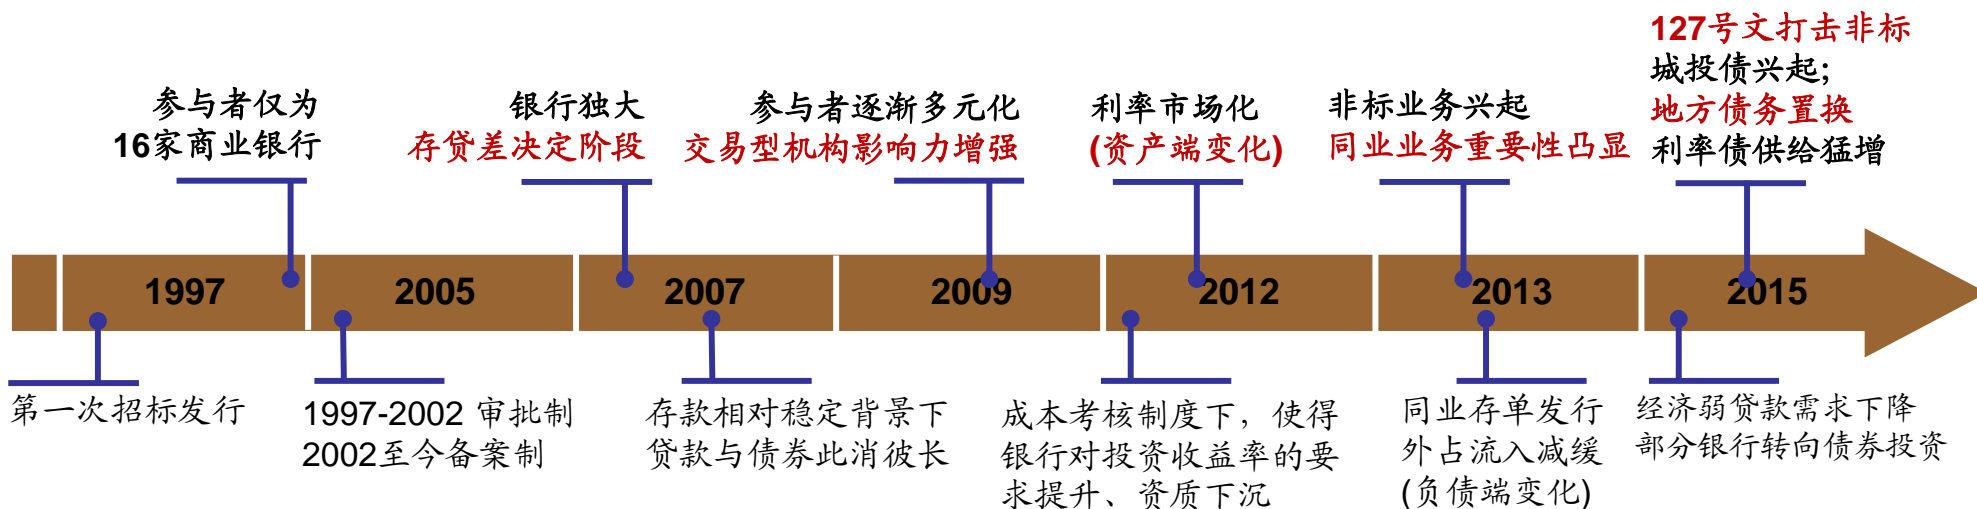 参与者仅为
16家商业银行
银行独大
存贷差决定阶段
参与者逐渐多元化
交易型机构影响力增强
利率市场化
(资产端变化)
非标业务兴起
同业业务重要性凸显
127号文打击非标
城投债兴起;
地方债务置换
利率债供给猛增
1997
2005
2007
2009
2012
2013
2015
第一次招标发行
1997-2002 审批制
2002至今备案制
存款相对稳定背景下
贷款与债券此消彼长
成本考核制度下，使得
银行对投资收益率的要
求提升、资质下沉
同业存单发行
外占流入减缓
(负债端变化)
经济弱贷款需求下降
部分银行转向债券投资